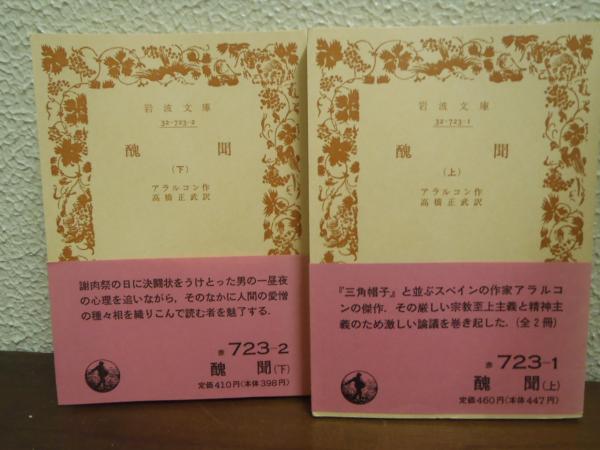 岩波文庫
32-723-2
醜聞
(下)
アラルコン作
高橋正武訳
謝肉祭の日に決闘状をうけとった男の一昼夜
の心理を追いながら，そのなかに人間の愛憎
の種々相を織りこんで読む者を魅了する．
赤 723-2
醜聞(下)
定価410円(本体398円)
岩波文庫
32-723-1
醜聞
(上)
アラルコン作
高橋正武訳
『三角帽子』と並ぶスペインの作家アラルコ
ンの傑作．その厳しい宗教至上主義と精神主
義のため激しい論議を巻き起した．(全2冊)
赤 723-1
醜聞(上)
定価460円(本体447円)